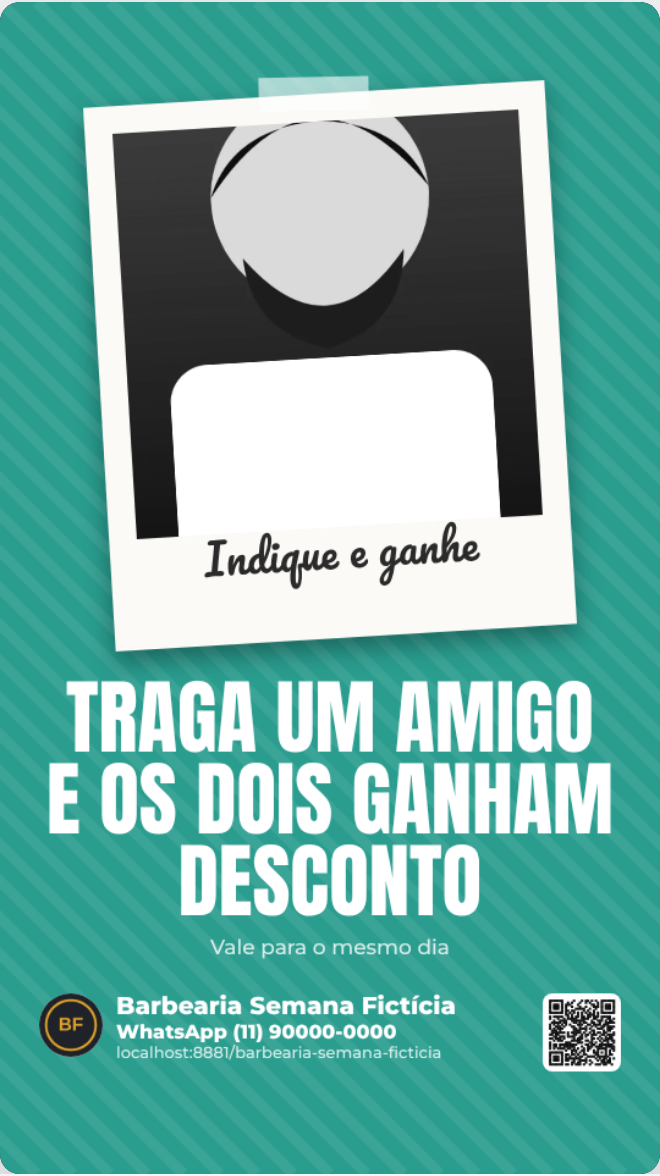 Indique e ganhe
TRAGA UM AMIGO
E OS DOIS GANHAM
DESCONTO
Vale para o mesmo dia
BF
Barbearia Semana Fictícia
WhatsApp (11) 90000-0000
localhost:8881/barbearia-semana-ficticia